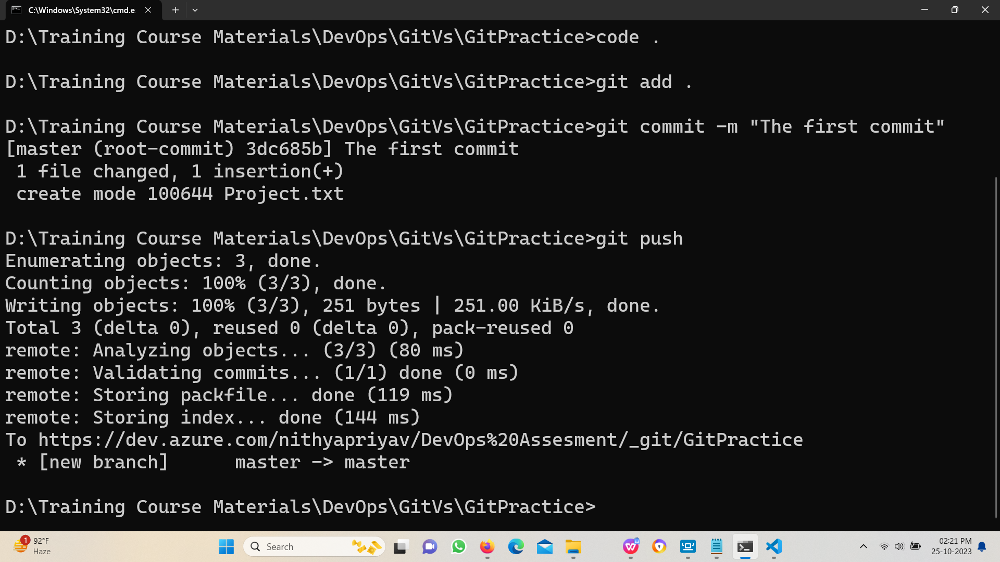 C:\Windows\System32\cmd.e
D:\Training Course Materials\DevOps\GitVs\GitPractice>code .
D:\Training Course Materials\DevOps\GitVs\GitPractice>git add .
D:\Training Course Materials\DevOps\GitVs\GitPractice>git commit -m "The first commit"
[master (root-commit) 3dc685b] The first commit
 1 file changed, 1 insertion(+)
 create mode 100644 Project.txt
D:\Training Course Materials\DevOps\GitVs\GitPractice>git push
Enumerating objects: 3, done.
Counting objects: 100% (3/3), done.
Writing objects: 100% (3/3), 251 bytes | 251.00 KiB/s, done.
Total 3 (delta 0), reused 0 (delta 0), pack-reused 0
remote: Analyzing objects... (3/3) (80 ms)
remote: Validating commits... (1/1) done (0 ms)
remote: Storing packfile... done (119 ms)
remote: Storing index... done (144 ms)
To https://dev.azure.com/nithyapriyav/DevOps%20Assesment/_git/GitPractice
 * [new branch]      master -> master
D:\Training Course Materials\DevOps\GitVs\GitPractice>
1
92°F
Haze
Search
02:21 PM
25-10-2023